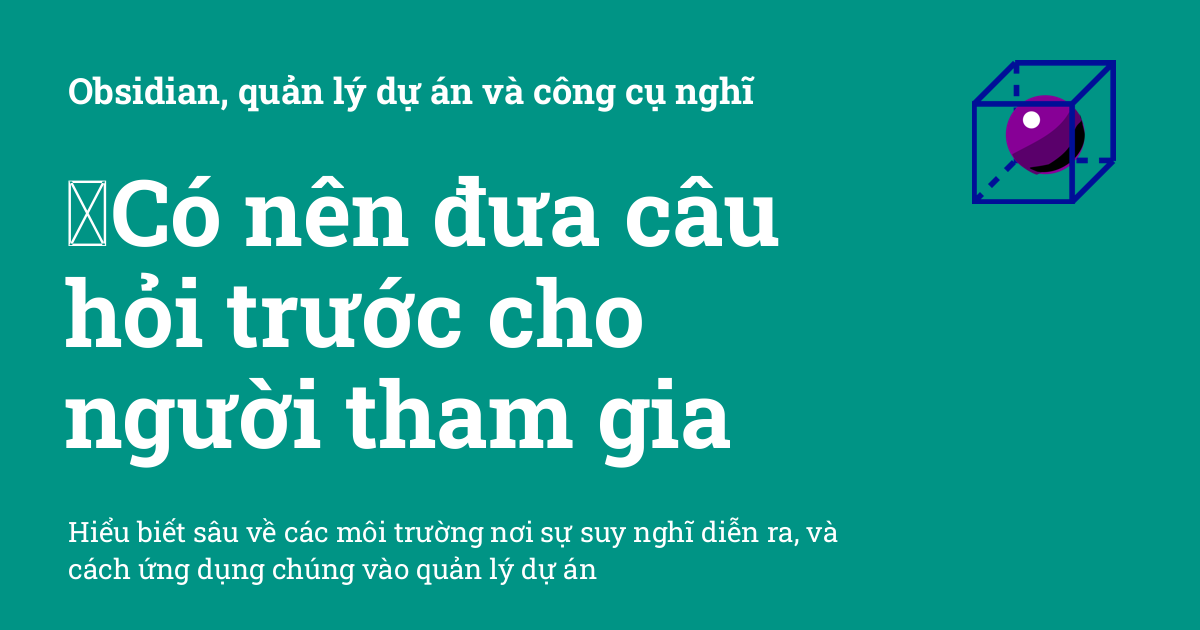 Obsidian, quản lý dự án và công cụ nghĩ
Có nên đưa câu
hỏi trước cho
người tham gia
Hiểu biết sâu về các môi trường nơi sự suy nghĩ diễn ra, và
cách ứng dụng chúng vào quản lý dự án